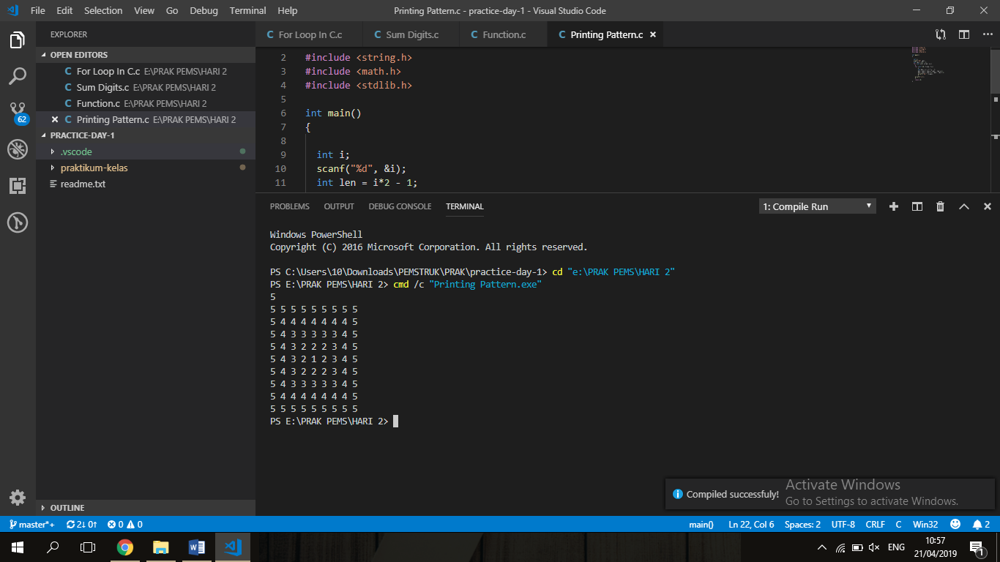 File Edit Selection View Go Debug Terminal Help Printing Pattern.c - practice-day-1 - Visual Studio Code
EXPLORER
OPEN EDITORS
C For Loop In C.c E:\PRAK PEMS\HARI 2
C Sum Digits.c E:\PRAK PEMS\HARI 2
C Function.c E:\PRAK PEMS\HARI 2
C Printing Pattern.c E:\PRAK PEMS\HARI 2
PRACTICE-DAY-1
.vscode
praktikum-kelas
readme.txt
62
OUTLINE
C For Loop In C.c C Sum Digits.c C Function.c C Printing Pattern.c
2 #include <string.h>
3 #include <math.h>
4 #include <stdlib.h>
5
6 int main()
7 {
8
9 int i;
10 scanf("%d", &i);
11 int len = i*2 - 1;
PROBLEMS OUTPUT DEBUG CONSOLE TERMINAL 1: Compile Run
Windows PowerShell
Copyright (C) 2016 Microsoft Corporation. All rights reserved.
PS C:\Users\10\Downloads\PEMSTRUK\PRAK\practice-day-1> cd "e:\PRAK PEMS\HARI 2"
PS E:\PRAK PEMS\HARI 2> cmd /c "Printing Pattern.exe"
5
5 5 5 5 5 5 5 5 5
5 4 4 4 4 4 4 4 5
5 4 3 3 3 3 3 4 5
5 4 3 2 2 2 3 4 5
5 4 3 2 1 2 3 4 5
5 4 3 2 2 2 3 4 5
5 4 3 3 3 3 3 4 5
5 4 4 4 4 4 4 4 5
5 5 5 5 5 5 5 5 5
PS E:\PRAK PEMS\HARI 2>
Compiled successfuly!
Activate Windows
Go to Settings to activate Windows.
master*+ 2↓ 0↑ 0 0 main() Ln 22, Col 6 Spaces: 2 UTF-8 CRLF C Win32 2
ENG 10:57
21/04/2019
1